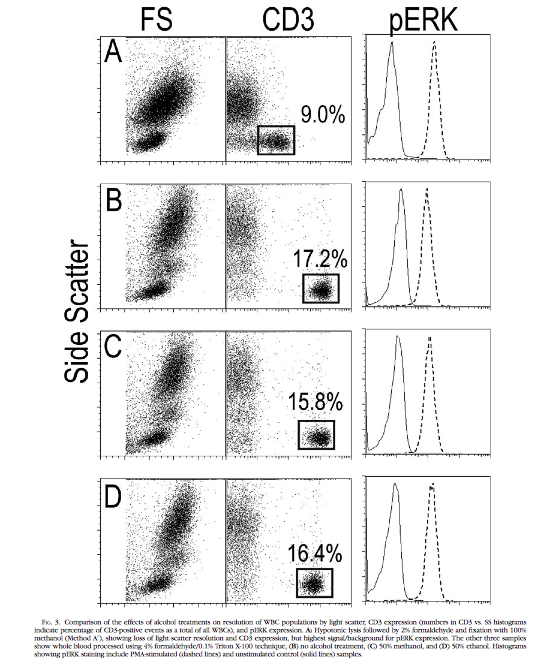 FS CD3 pERK
A
9.0%
B
17.2%
Side Scatter
C
15.8%
D
16.4%
FIG. 3. Comparison of the effects of alcohol treatments on resolution of WBC populations by light scatter, CD3 expression (numbers in CD3 vs. SS histograms
indicate percentage of CD3-positive events as a total of all WBCs), and pERK expression. A: Hypotonic lysis followed by 2% formaldehyde and fixation with 100%
methanol (Method A'), showing loss of light scatter resolution and CD3 expression, but highest signal/background for pERK expression. The other three samples
show whole blood processed using 4% formaldehyde/0.1% Triton X-100 technique, (B) no alcohol treatment, (C) 50% methanol, and (D) 50% ethanol. Histograms
showing pERK staining include PMA-stimulated (dashed lines) and unstimulated control (solid lines) samples.